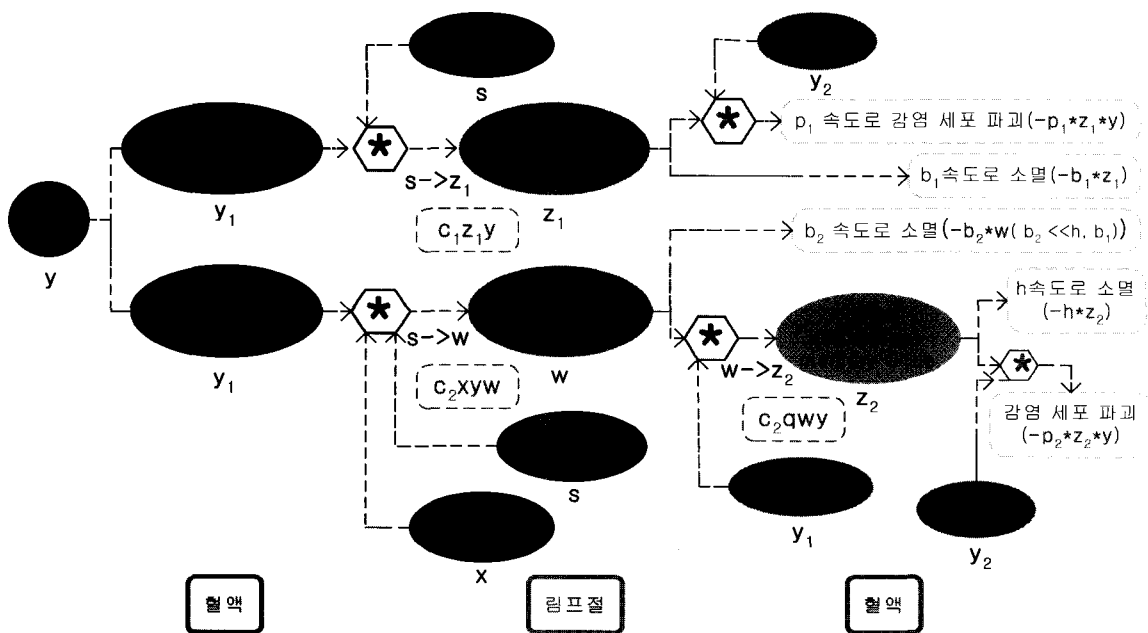 s
y₂
*
*
p₁ 속도로 감영 세포 파괴(-p₁*z₁*y)
s->z₁
y₁
z₁
b₁속도로 소멸(-b₁*z₁)
c₁z₁y
b₂ 속도로 소멸(-b₂*w( b₂ <<h, b₁))
y
h속도로 소멸
(-h*z₂)
*
*
s->w
w->z₂
*
y₁
w
z₂
c₂xyw
c₂qwy
감영 세포 파괴
(-p₂*z₂*y)
s
y₁
y₂
x
혈액
림프절
혈액